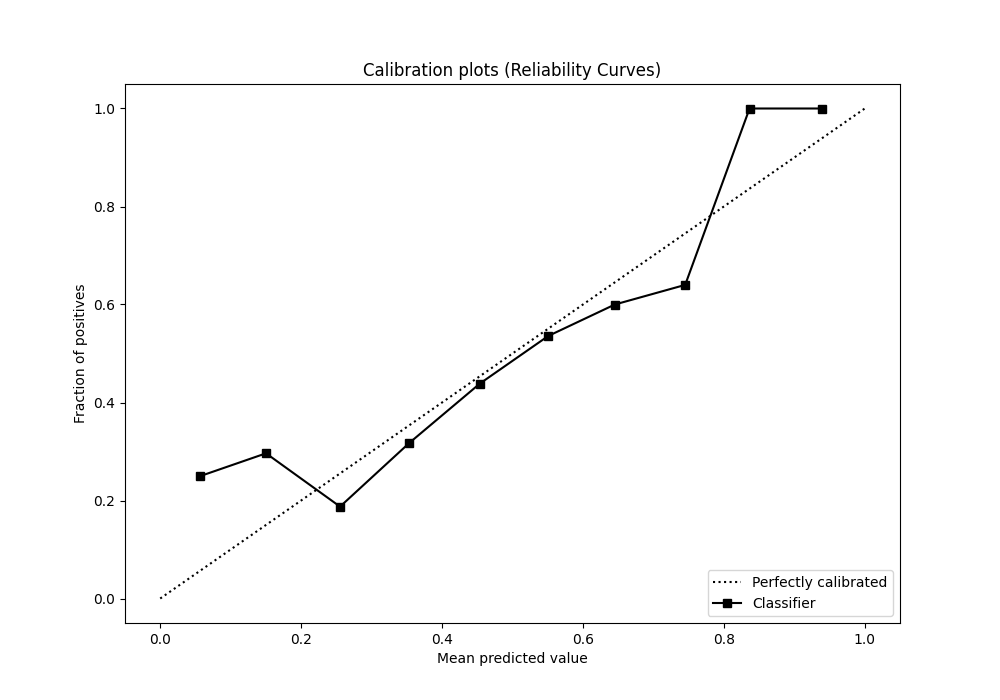 Calibration plots (Reliability Curves)
1.0
0.8
0.6
0.4
0.2
0.0
Fraction of positives
0.0 0.2 0.4 0.6 0.8 1.0
Mean predicted value
Perfectly calibrated
Classifier